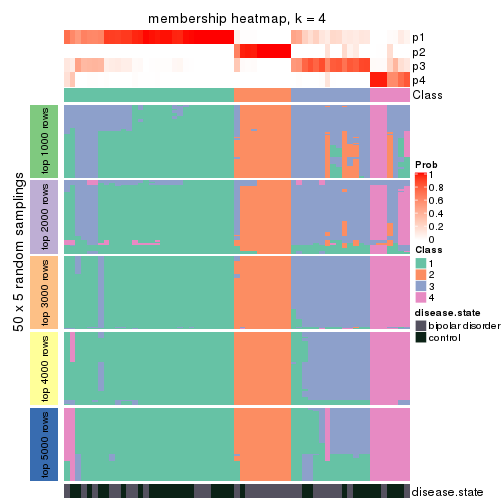 membership heatmap, k = 4
p1
p2
p3
p4
Class
50 x 5 random samplings
top 1000 rows
top 2000 rows
top 3000 rows
top 4000 rows
top 5000 rows
Prob
1
0.8
0.6
0.4
0.2
0
Class
1
2
3
4
disease.state
bipolar disorder
control
disease.state